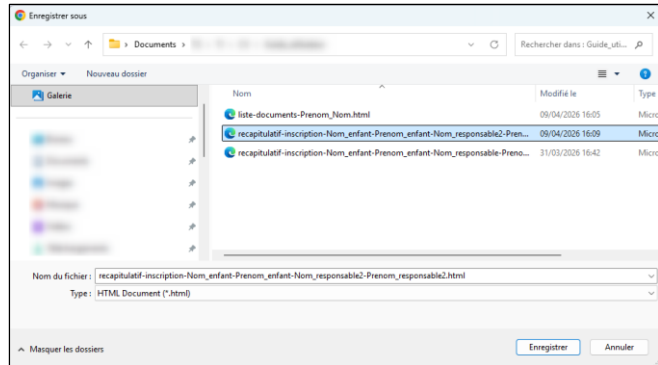 Enregistrer sous
Documents
Rechercher dans : Guide_uti...
Organiser
Nouveau dossier
Galerie
Nom
Modifié le
Type
liste-documents-Prenom_Nom.html
09/04/2026 16:05
Micro
recapitulatif-inscription-Nom_enfant-Prenom_enfant-Nom_responsable2-Pren...
09/04/2026 16:09
Micro
recapitulatif-inscription-Nom_enfant-Prenom_enfant-Nom_responsable-Preno...
31/03/2026 16:42
Micro
Nom du fichier :
recapitulatif-inscription-Nom_enfant-Prenom_enfant-Nom_responsable2-Prenom_responsable2.html
Type :
HTML Document (*.html)
Masquer les dossiers
Enregistrer
Annuler